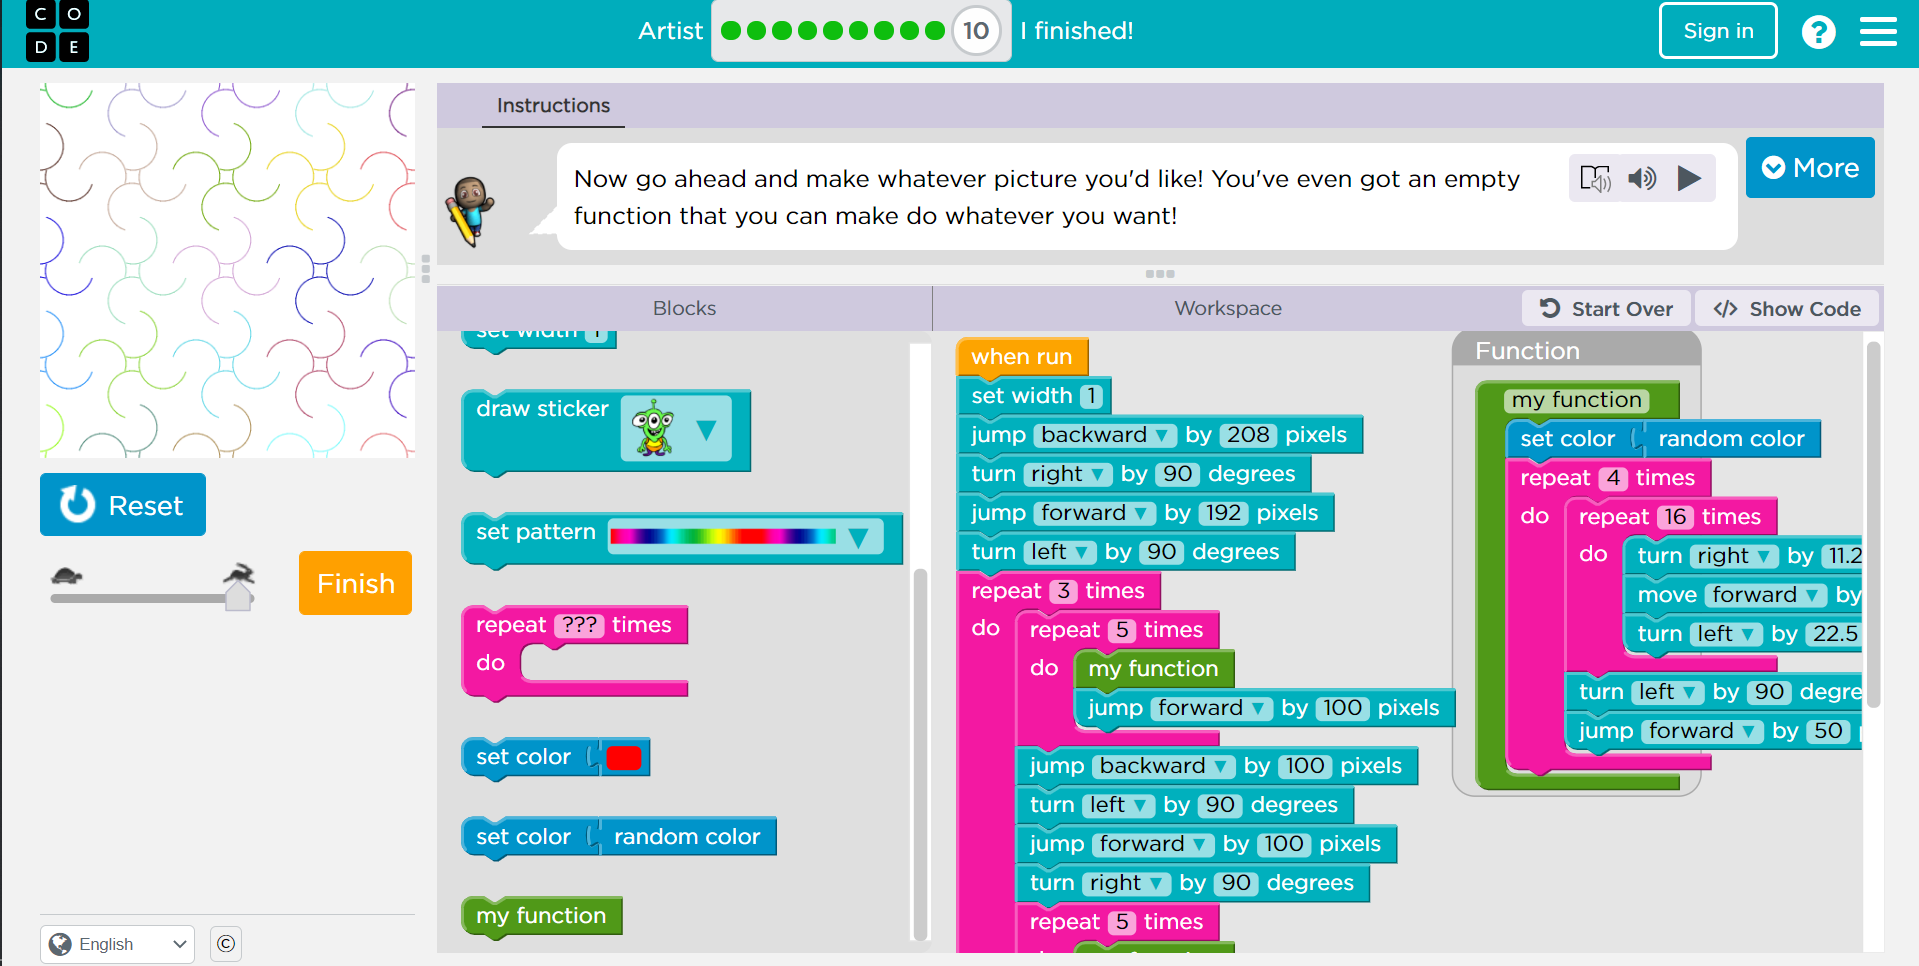 C O
D E
Artist
10
I finished!
Sign in
?
Instructions
Now go ahead and make whatever picture you'd like! You've even got an empty
function that you can make do whatever you want!
More
Blocks
Workspace
Start Over
</> Show Code
set width 1
draw sticker
set pattern
repeat ??? times
do
set color
set color random color
my function
when run
set width 1
jump backward by 208 pixels
turn right by 90 degrees
jump forward by 192 pixels
turn left by 90 degrees
repeat 3 times
do repeat 5 times
do my function
jump forward by 100 pixels
jump backward by 100 pixels
turn left by 90 degrees
jump forward by 100 pixels
turn right by 90 degrees
repeat 5 times
Function
my function
set color random color
repeat 4 times
do repeat 16 times
do turn right by 11.2
move forward by
turn left by 22.5
turn left by 90 degre
jump forward by 50
Reset
Finish
English
©